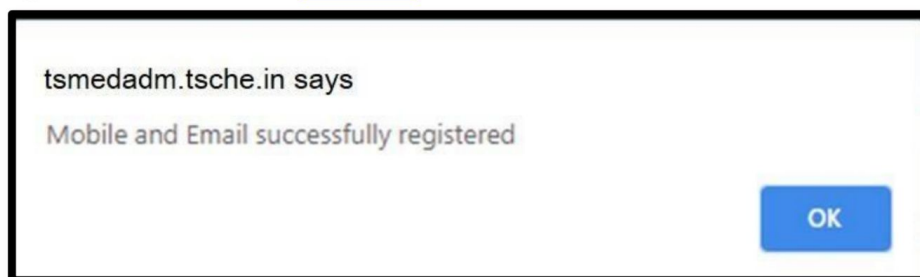 tsmedadm.tsche.in says
Mobile and Email successfully registered
OK